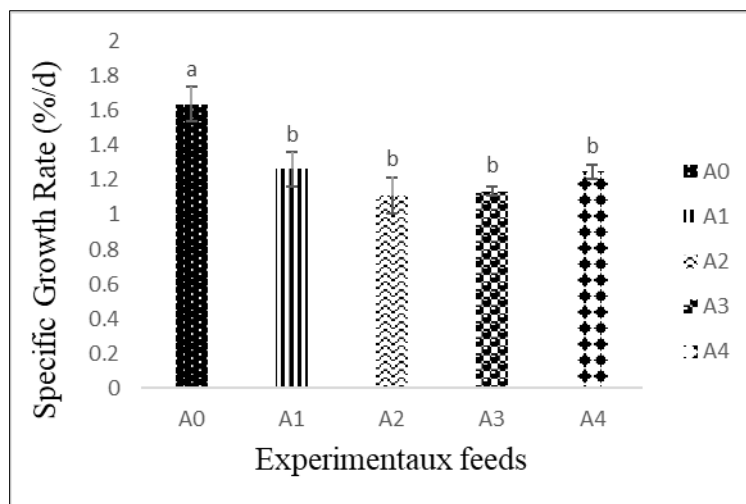 Specific Growth Rate (%/d)
2
1.8
1.6
1.4
1.2
1
0.8
0.6
0.4
0.2
0
a
b
b
b
b
A0
A1
A2
A3
A4
Experimentaux feeds
A0
A1
A2
A3
A4